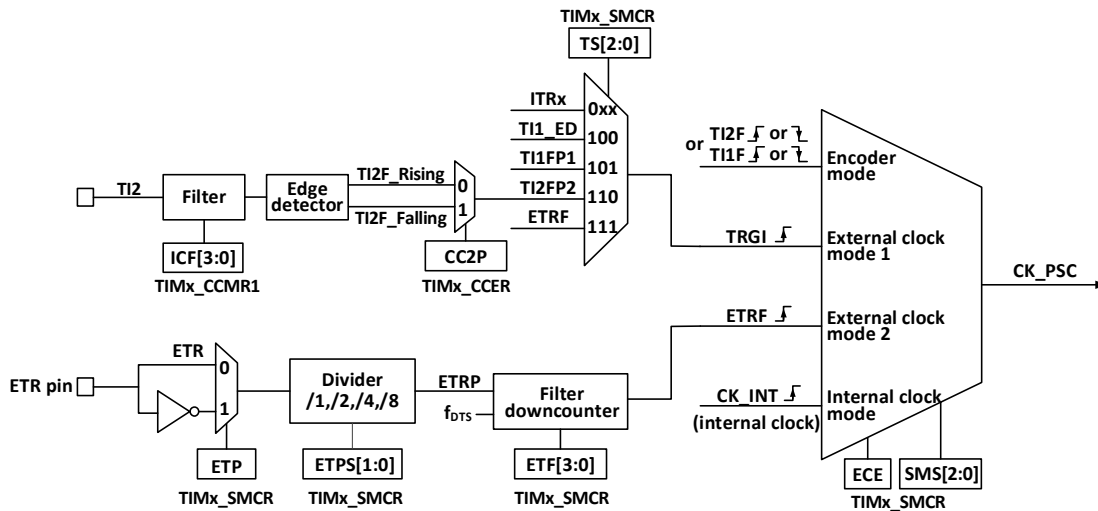 TIMx_SMCR
TS[2:0]
ITRx
0xx
TI1_ED
100
TI1FP1
101
TI2FP2
110
ETRF
111
TI2
Filter
Edge
detector
TI2F_Rising
TI2F_Falling
0
1
ICF[3:0]
TIMx_CCMR1
CC2P
TIMx_CCER
or
TI2F or
TI1F or
Encoder
mode
TRGI
External clock
mode 1
CK_PSC
ETRF
External clock
mode 2
CK_INT
(internal clock)
Internal clock
mode
ECE
SMS[2:0]
TIMx_SMCR
ETR pin
ETR
0
1
Divider
/1,/2,/4,/8
ETRP
fDTS
Filter
downcounter
ETP
TIMx_SMCR
ETPS[1:0]
TIMx_SMCR
ETF[3:0]
TIMx_SMCR